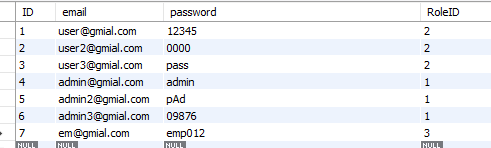 ID email password RoleID
1 user@gmial.com 12345 2
2 user2@gmial.com 0000 2
3 user3@gmial.com pass 2
4 admin@gmial.com admin 1
5 admin2@gmial.com pAd 1
6 admin3@gmial.com 09876 1
7 em@gmial.com emp012 3
NULL NULL NULL NULL